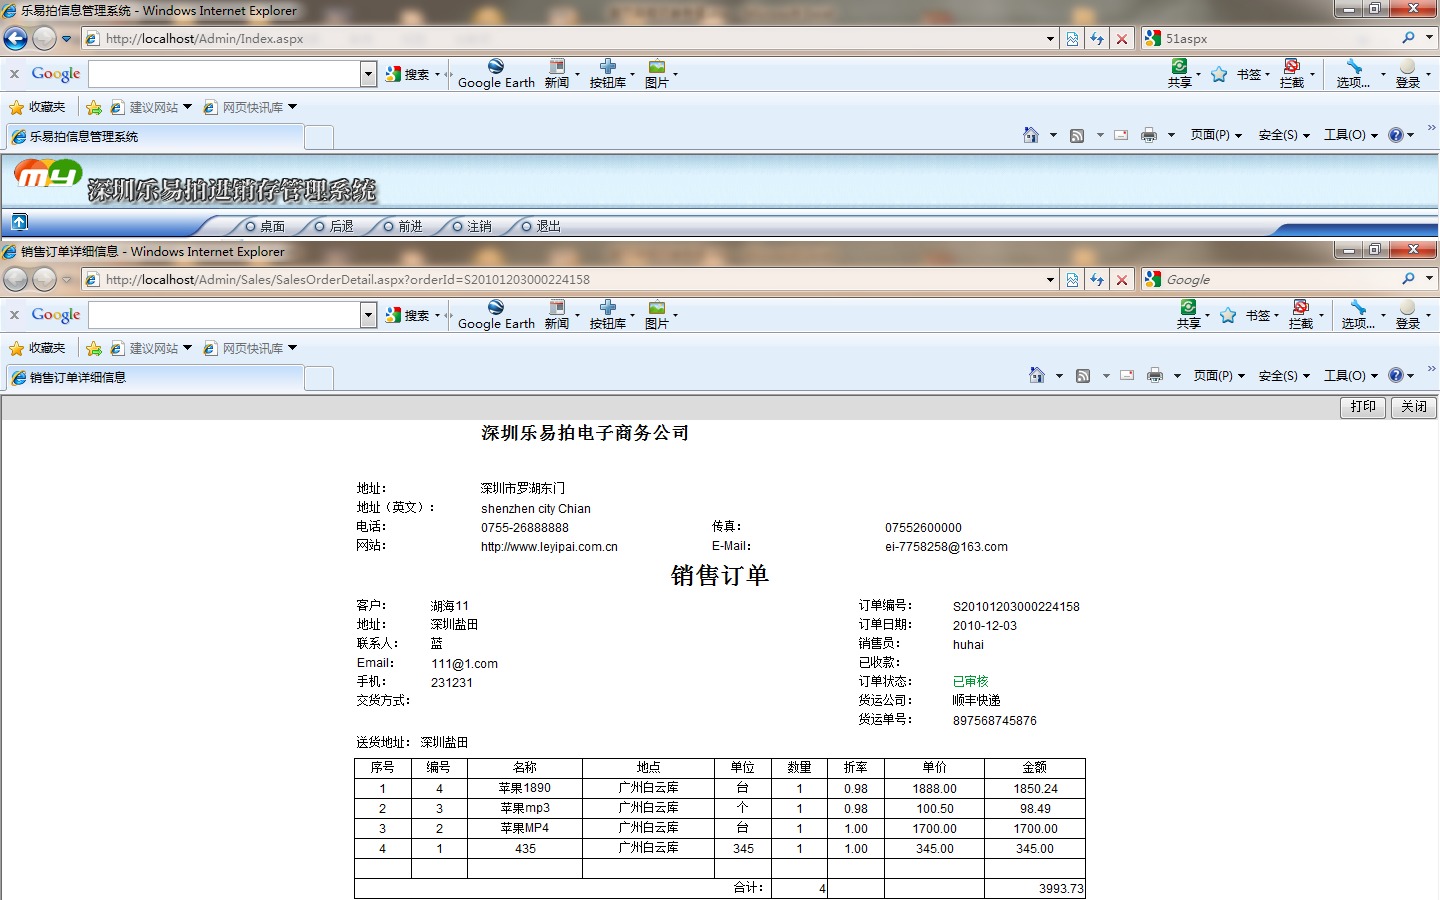 乐易拍信息管理系统 - Windows Internet Explorer
http://localhost/Admin/Index.aspx 51aspx
x Google 搜索 Google Earth 新闻 按钮库 图片 共享 书签 拦截 选项... 登录
收藏夹 建议网站 网页快讯库
乐易拍信息管理系统 页面(P) 安全(S) 工具(O) »
my 深圳乐易拍进销存管理系统
桌面 后退 前进 注销 退出
销售订单详细信息 - Windows Internet Explorer
http://localhost/Admin/Sales/SalesOrderDetail.aspx?orderId=S20101203000224158 Google
x Google 搜索 Google Earth 新闻 按钮库 图片 共享 书签 拦截 选项... 登录
收藏夹 建议网站 网页快讯库
销售订单详细信息 页面(P) 安全(S) 工具(O) »
打印 关闭
深圳乐易拍电子商务公司
地址： 深圳市罗湖东门
地址（英文）： shenzhen city Chian
电话： 0755-26888888 传真： 07552600000
网站： http://www.leyipai.com.cn E-Mail： ei-7758258@163.com
销售订单
客户： 湖海11 订单编号： S20101203000224158
地址： 深圳盐田 订单日期： 2010-12-03
联系人： 蓝 销售员： huhai
Email： 111@1.com 已收款：
手机： 231231 订单状态： 已审核
交货方式： 货运公司： 顺丰快递
货运单号： 897568745876
送货地址： 深圳盐田
序号 编号 名称 地点 单位 数量 折率 单价 金额
1 4 苹果1890 广州白云库 台 1 0.98 1888.00 1850.24
2 3 苹果mp3 广州白云库 个 1 0.98 100.50 98.49
3 2 苹果MP4 广州白云库 台 1 1.00 1700.00 1700.00
4 1 435 广州白云库 345 1 1.00 345.00 345.00
合计： 4 3993.73